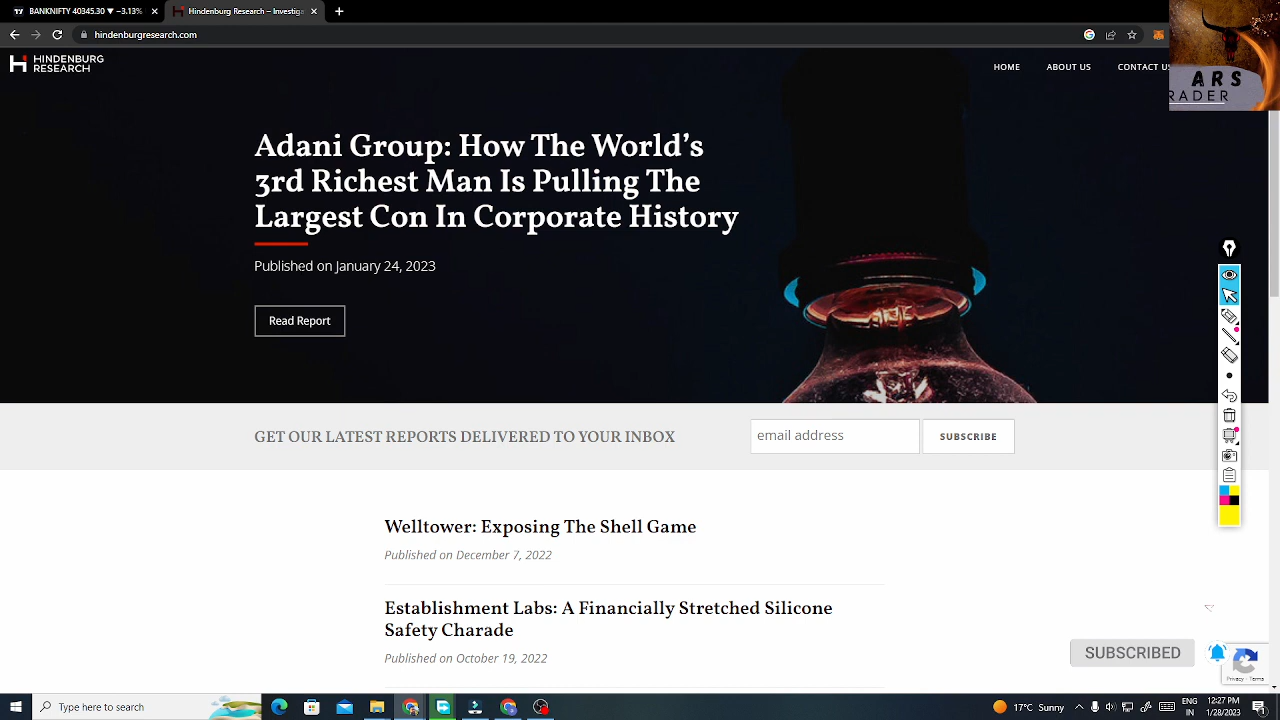 BANKNIFTY 40345.30 ▼ −3.13%
Hindenburg Research – Investig
hindenburgresearch.com
HINDENBURG
RESEARCH
HOME ABOUT US CONTACT US
ARS
RADER
Adani Group: How The World's
3rd Richest Man Is Pulling The
Largest Con In Corporate History
Published on January 24, 2023
Read Report
GET OUR LATEST REPORTS DELIVERED TO YOUR INBOX
email address
SUBSCRIBE
Welltower: Exposing The Shell Game
Published on December 7, 2022
Establishment Labs: A Financially Stretched Silicone
Safety Charade
Published on October 19, 2022
SUBSCRIBED
Privacy - Terms
Type here to search
17°C Sunny
ENG
IN
12:27 PM
1/28/2023